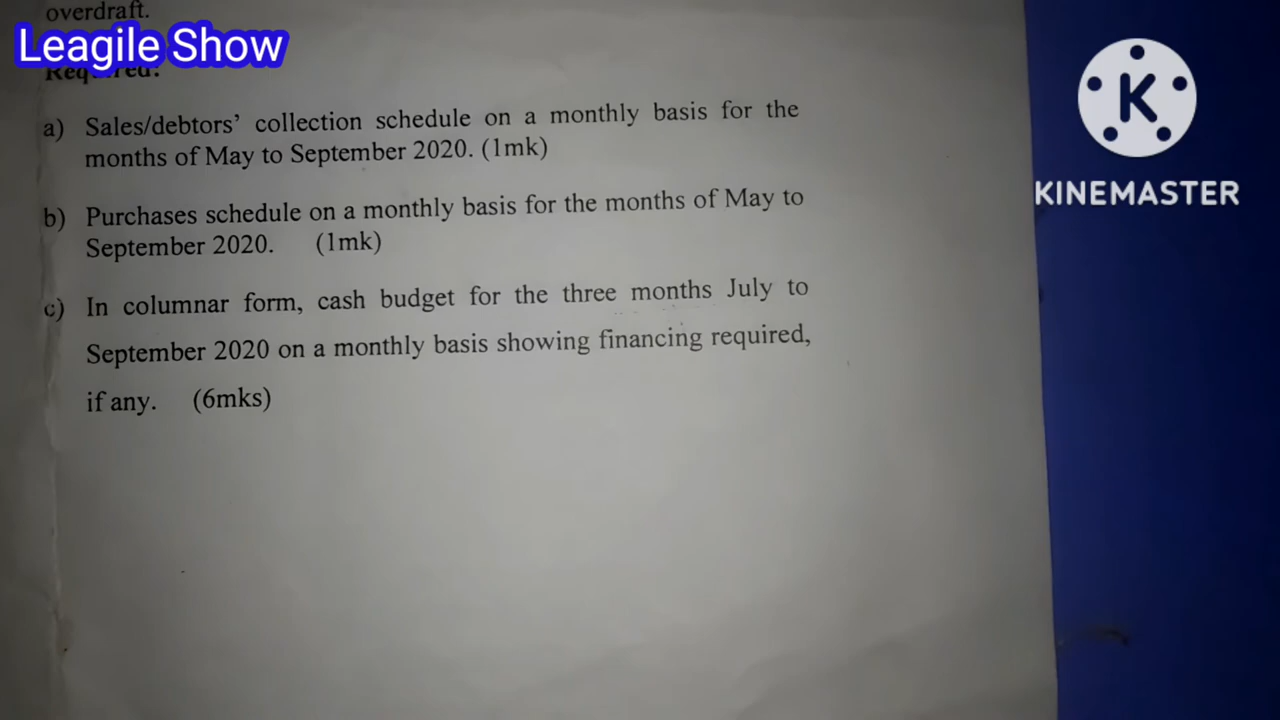 overdraft.
Leagile Show
Required:
a) Sales/debtors' collection schedule on a monthly basis for the
months of May to September 2020. (1mk)
b) Purchases schedule on a monthly basis for the months of May to
September 2020. (1mk)
c) In columnar form, cash budget for the three months July to
September 2020 on a monthly basis showing financing required,
if any. (6mks)
K
KINEMASTER